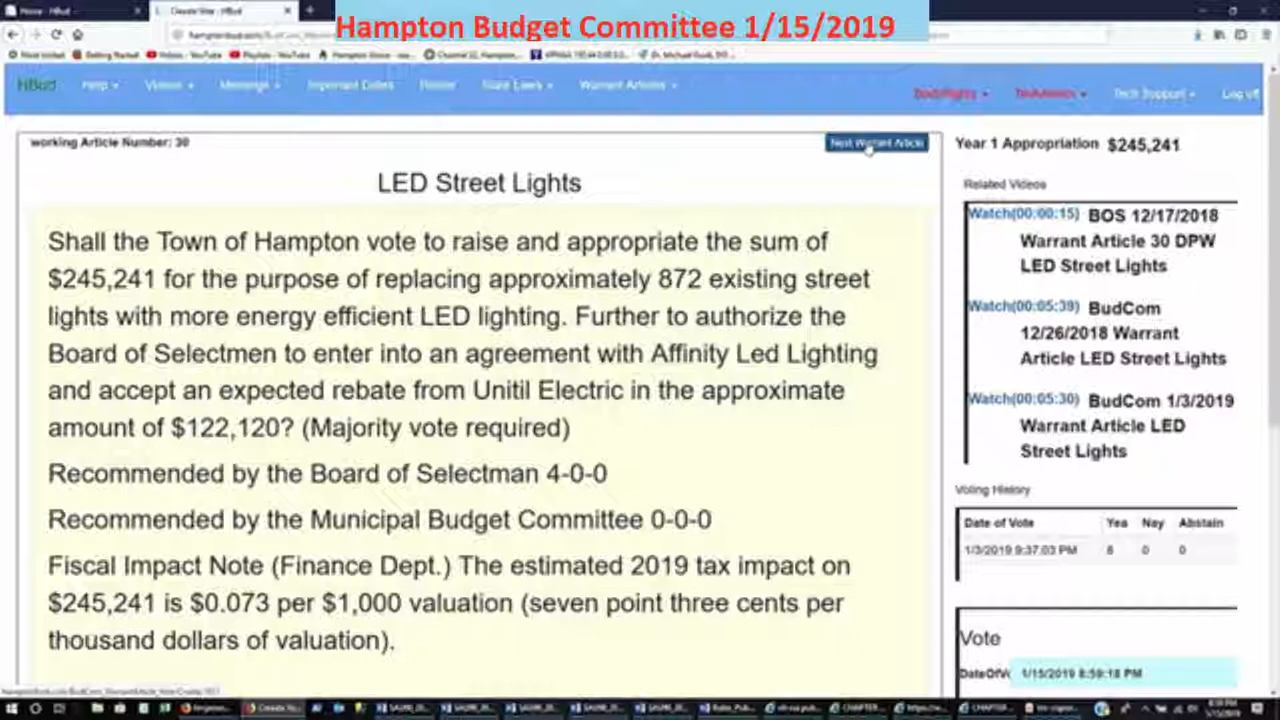 Hampton Budget Committee 1/15/2019
HBud Help Videos Meetings Important Dates Roster State Laws Warrant Articles BodyRights Tech Support Log off
working Article Number: 30
Next Warrant Article
LED Street Lights
Shall the Town of Hampton vote to raise and appropriate the sum of
$245,241 for the purpose of replacing approximately 872 existing street
lights with more energy efficient LED lighting. Further to authorize the
Board of Selectmen to enter into an agreement with Affinity Led Lighting
and accept an expected rebate from Unitil Electric in the approximate
amount of $122,120? (Majority vote required)
Recommended by the Board of Selectman 4-0-0
Recommended by the Municipal Budget Committee 0-0-0
Fiscal Impact Note (Finance Dept.) The estimated 2019 tax impact on
$245,241 is $0.073 per $1,000 valuation (seven point three cents per
thousand dollars of valuation).
Year 1 Appropriation $245,241
Related Videos
Watch(00:00:15) BOS 12/17/2018
Warrant Article 30 DPW
LED Street Lights
Watch(00:05:39) BudCom
12/26/2018 Warrant
Article LED Street Lights
Watch(00:05:30) BudCom 1/3/2019
Warrant Article LED
Street Lights
Voting History
Date of Vote Yea Nay Abstain
1/3/2019 9:37:03 PM 8 0 0
Vote
DateOfVo 1/15/2019 8:59:18 PM